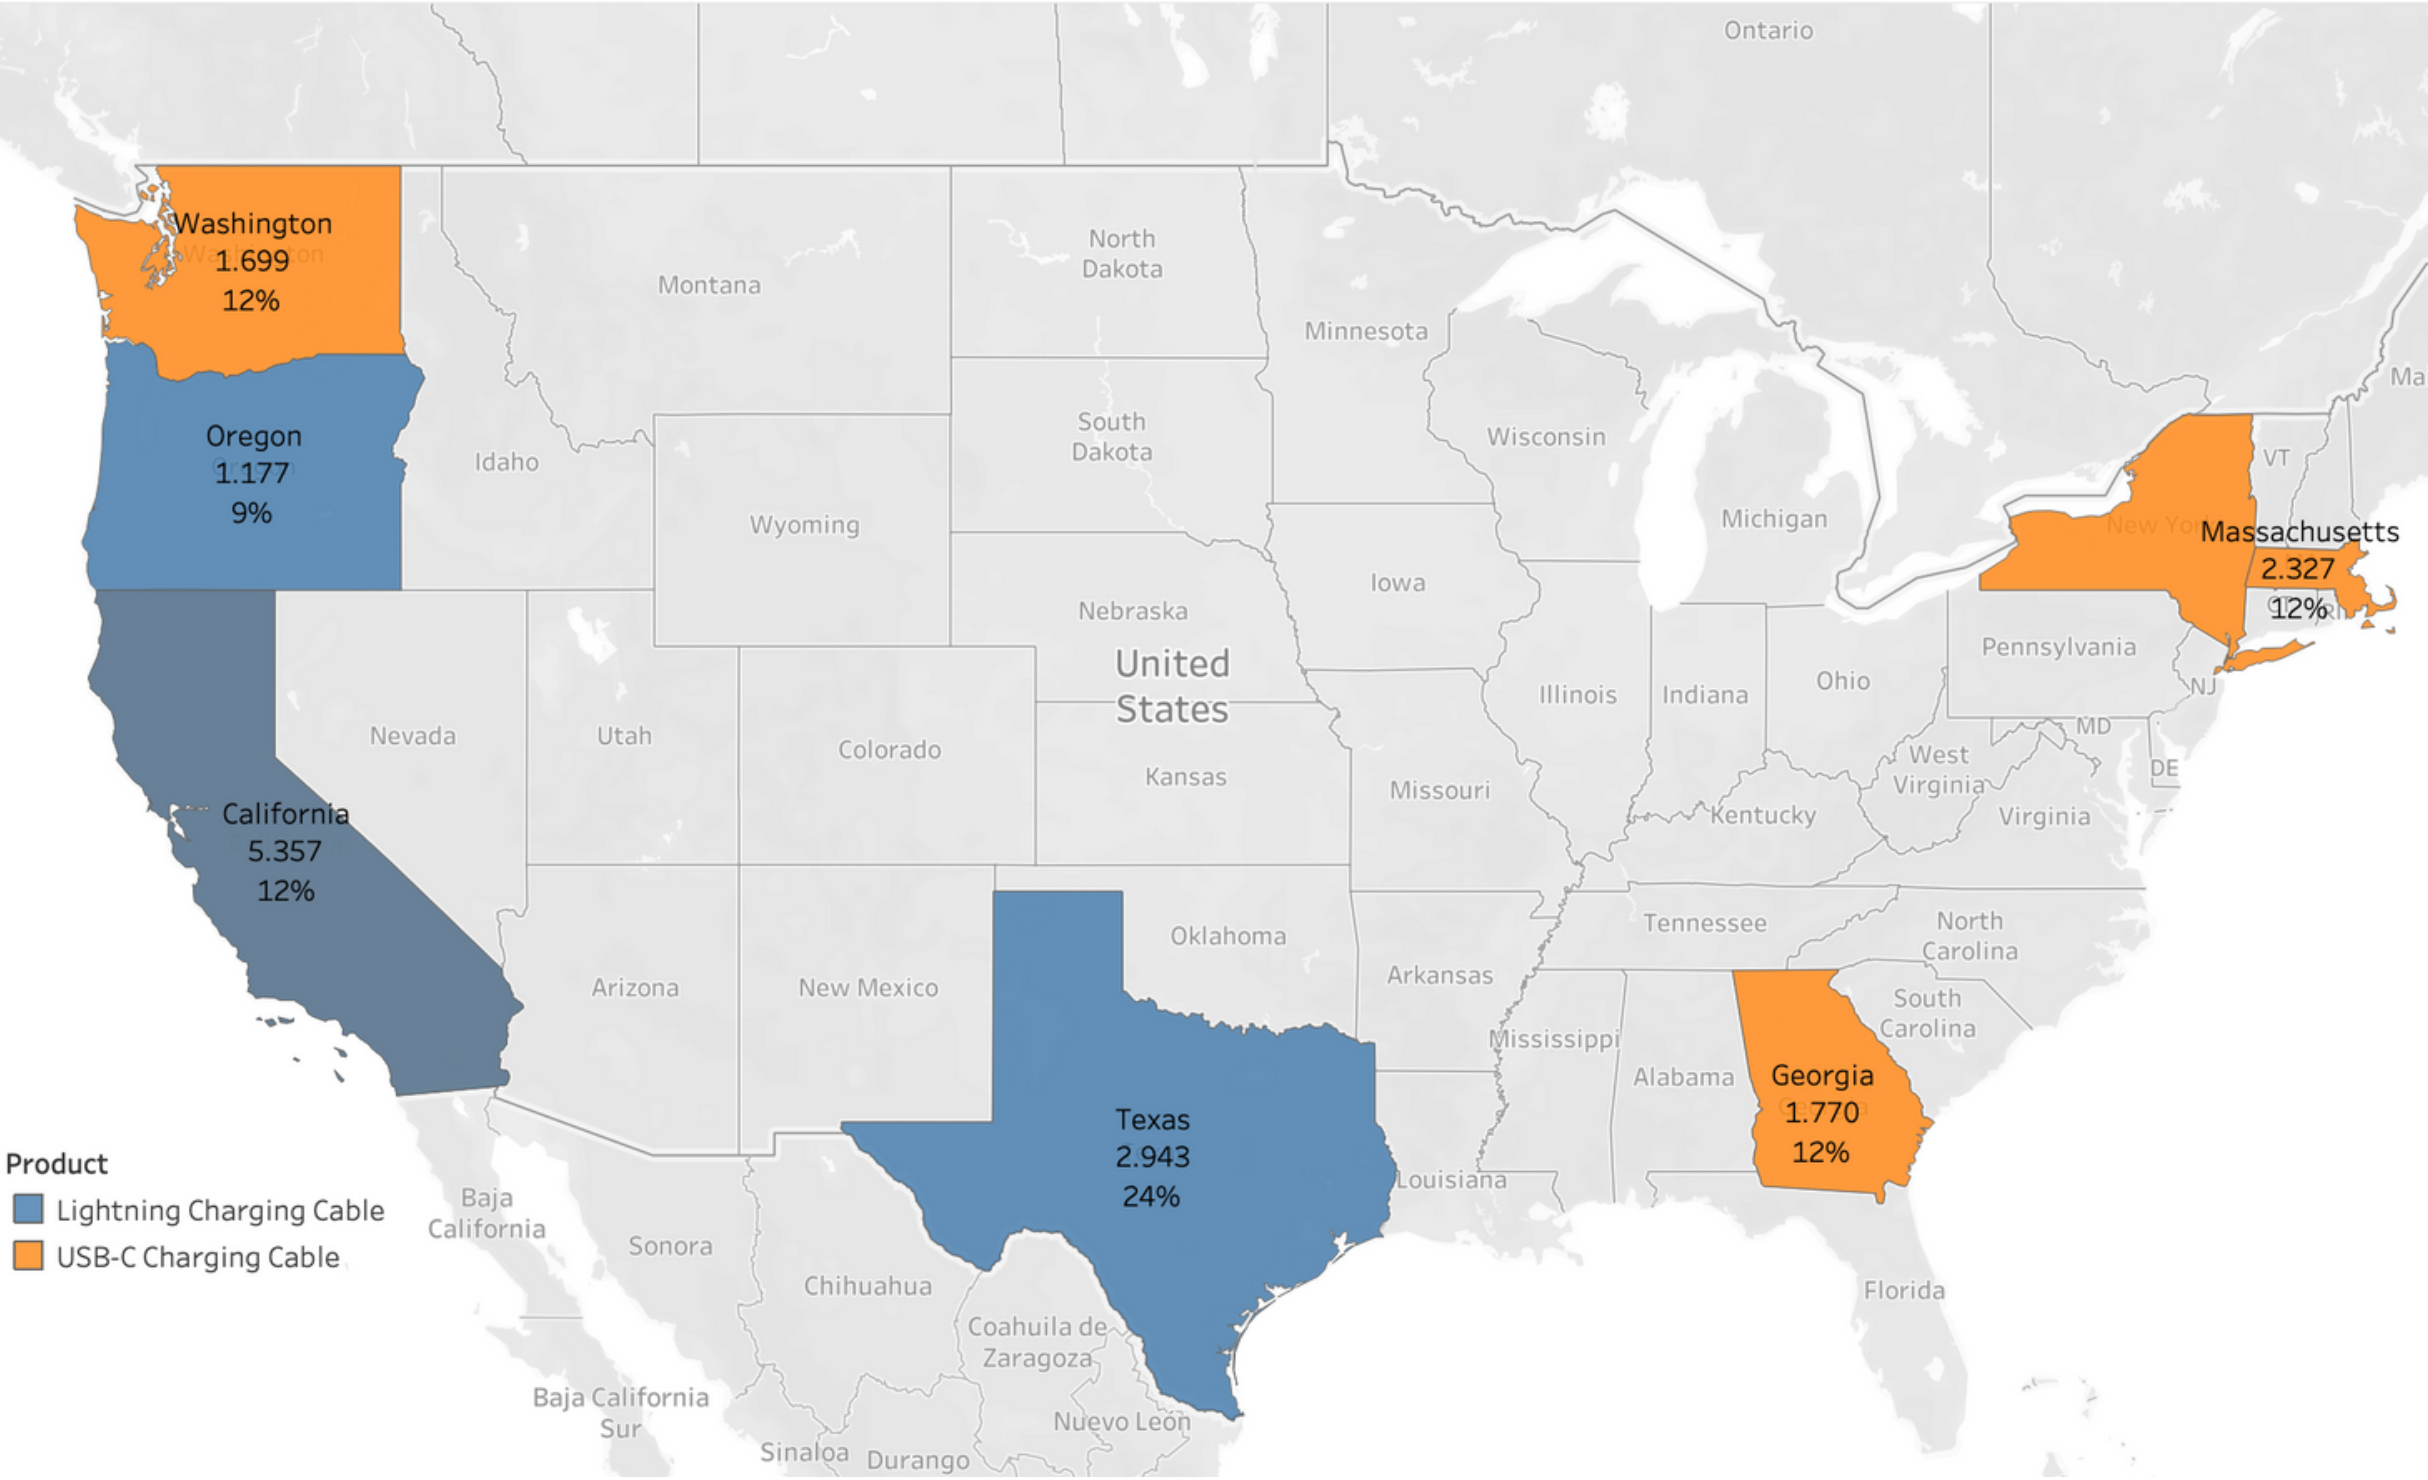 Ontario
Washington
1.699
12%
North
Dakota
Montana
Minnesota
Ma
Oregon
1.177
9%
Idaho
South
Dakota
Wisconsin
VT
Wyoming
Michigan
New York
Massachusetts
2.327
12%
RI
Iowa
Nebraska
United
States
Pennsylvania
Illinois
Indiana
Ohio
NJ
Nevada
Utah
Colorado
Kansas
MD
West
Virginia
DE
Missouri
Kentucky
Virginia
California
5.357
12%
Oklahoma
Tennessee
North
Carolina
Arizona
New Mexico
Arkansas
South
Carolina
Mississippi
Alabama
Georgia
1.770
12%
Texas
2.943
24%
Louisiana
Product
Lightning Charging Cable
USB-C Charging Cable
Baja
California
Sonora
Chihuahua
Florida
Coahuila de
Zaragoza
Baja California
Sur
Nuevo León
Sinaloa
Durango